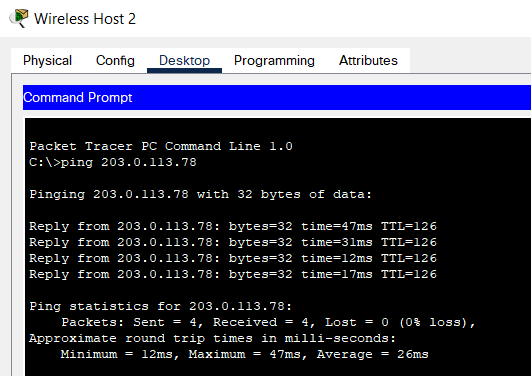 Wireless Host 2
Physical Config Desktop Programming Attributes
Command Prompt
Packet Tracer PC Command Line 1.0
C:\>ping 203.0.113.78
Pinging 203.0.113.78 with 32 bytes of data:
Reply from 203.0.113.78: bytes=32 time=47ms TTL=126
Reply from 203.0.113.78: bytes=32 time=31ms TTL=126
Reply from 203.0.113.78: bytes=32 time=12ms TTL=126
Reply from 203.0.113.78: bytes=32 time=17ms TTL=126
Ping statistics for 203.0.113.78:
Packets: Sent = 4, Received = 4, Lost = 0 (0% loss),
Approximate round trip times in milli-seconds:
Minimum = 12ms, Maximum = 47ms, Average = 26ms